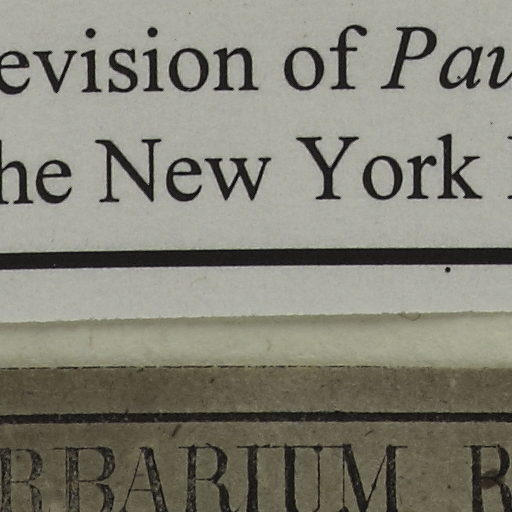 evision of Pau
he New York
RBARIUM R